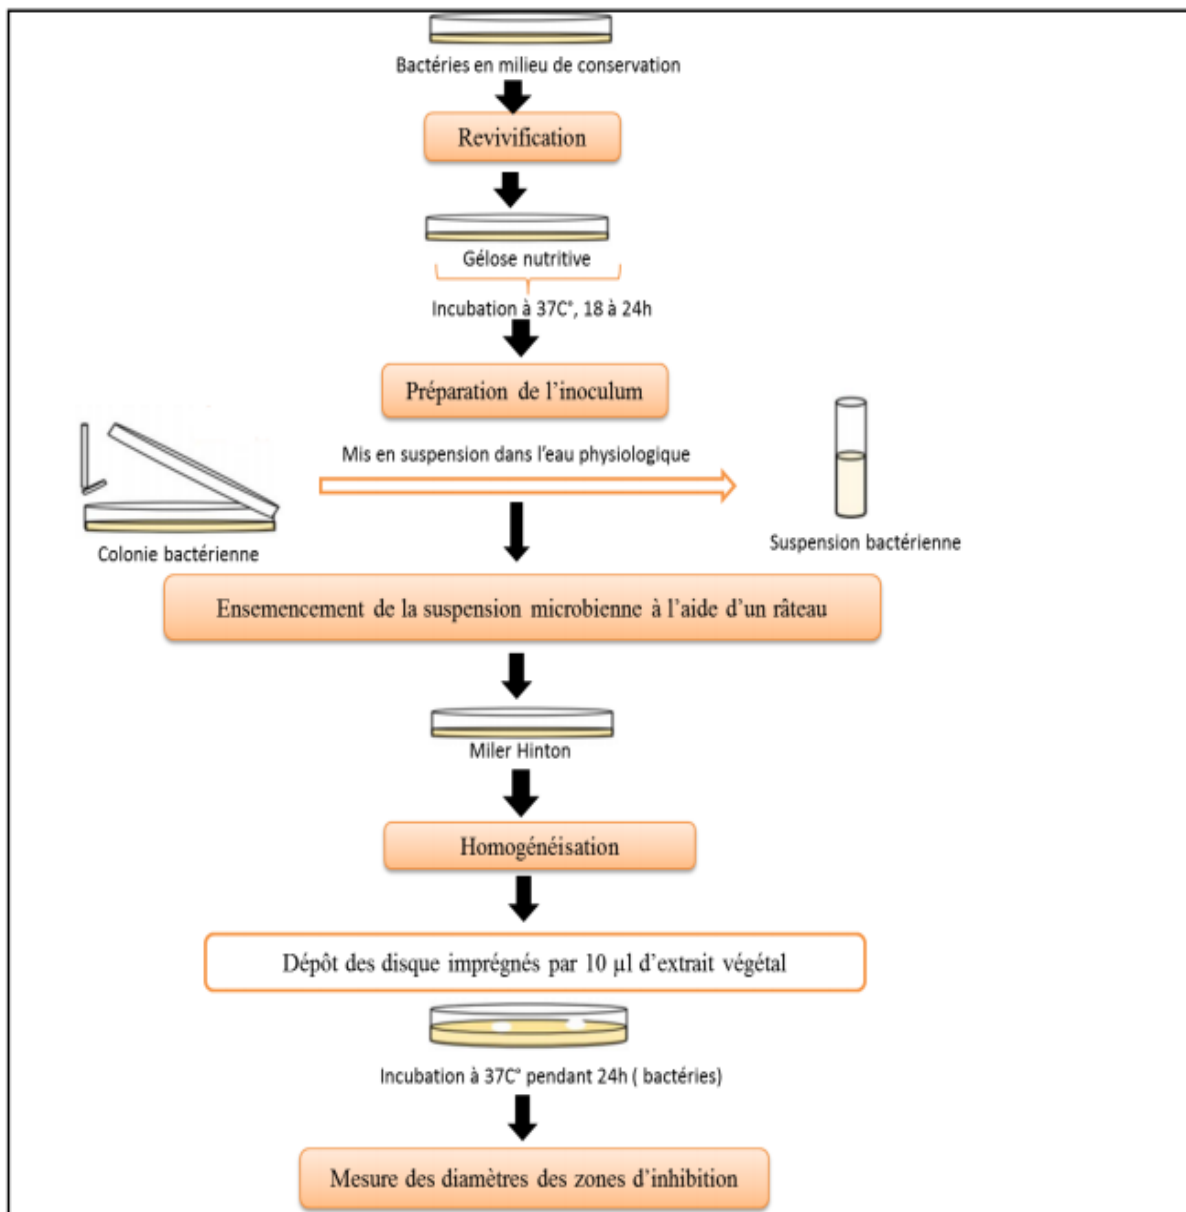 Bactéries en milieu de conservation
Revivification
Gélose nutritive
Incubation à 37C°, 18 à 24h
Préparation de l’inoculum
Mis en suspension dans l’eau physiologique
Colonie bactérienne
Suspension bactérienne
Ensemencement de la suspension microbienne à l’aide d’un râteau
Miler Hinton
Homogénéisation
Dépôt des disque imprégnés par 10 µl d’extrait végétal
Incubation à 37C° pendant 24h ( bactéries)
Mesure des diamètres des zones d’inhibition